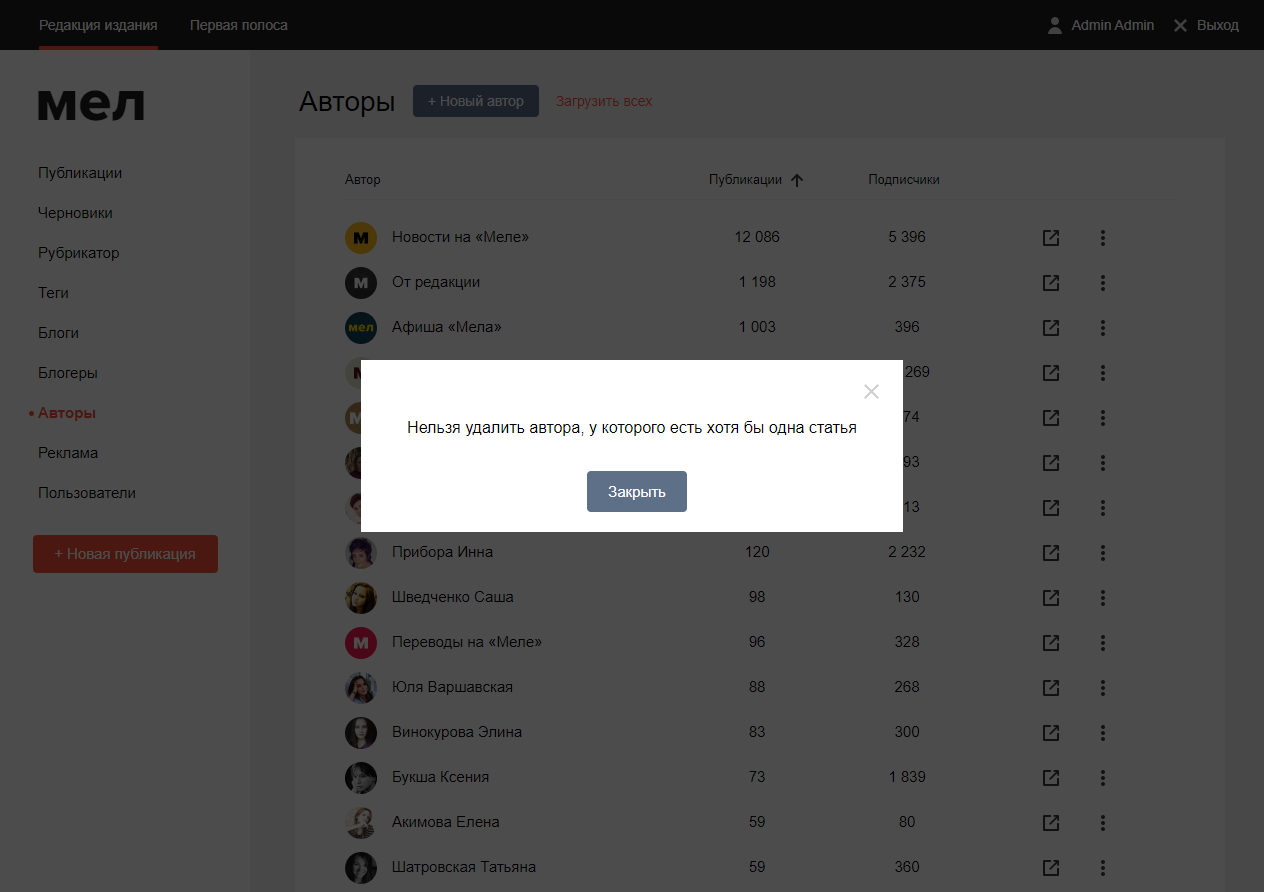 Редакция издания Первая полоса Admin Admin Выход
мел
Публикации
Черновики
Рубрикатор
Теги
Блоги
Блогеры
• Авторы
Реклама
Пользователи
+ Новая публикация
Авторы + Новый автор Загрузить всех
Автор Публикации Подписчики
М Новости на «Меле» 12 086 5 396
М От редакции 1 198 2 375
мел Афиша «Мела» 1 003 396
269
74
93
13
Нельзя удалить автора, у которого есть хотя бы одна статья
Закрыть
Прибора Инна 120 2 232
Шведченко Саша 98 130
М Переводы на «Меле» 96 328
Юля Варшавская 88 268
Винокурова Элина 83 300
Букша Ксения 73 1 839
Акимова Елена 59 80
Шатровская Татьяна 59 360